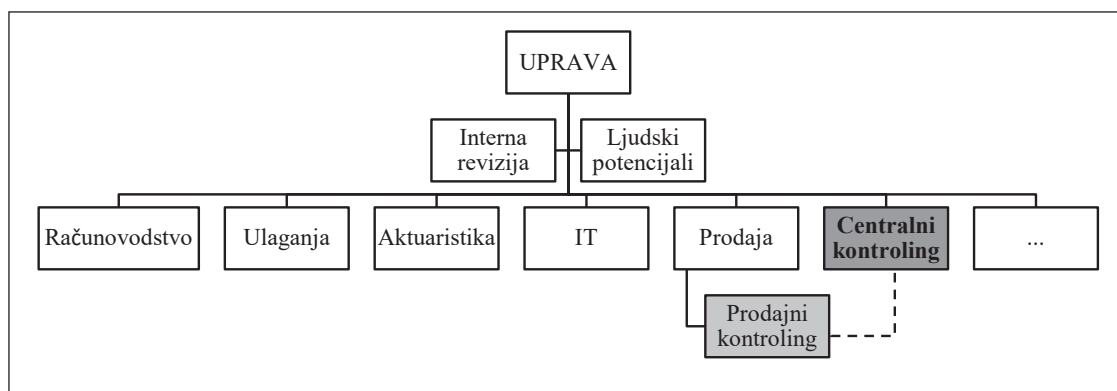 UPRAVA
Interna
revizija
Ljudski
potencijali
Računovodstvo
Ulaganja
Aktuaristika
IT
Prodaja
Centralni
kontroling
...
Prodajni
kontroling